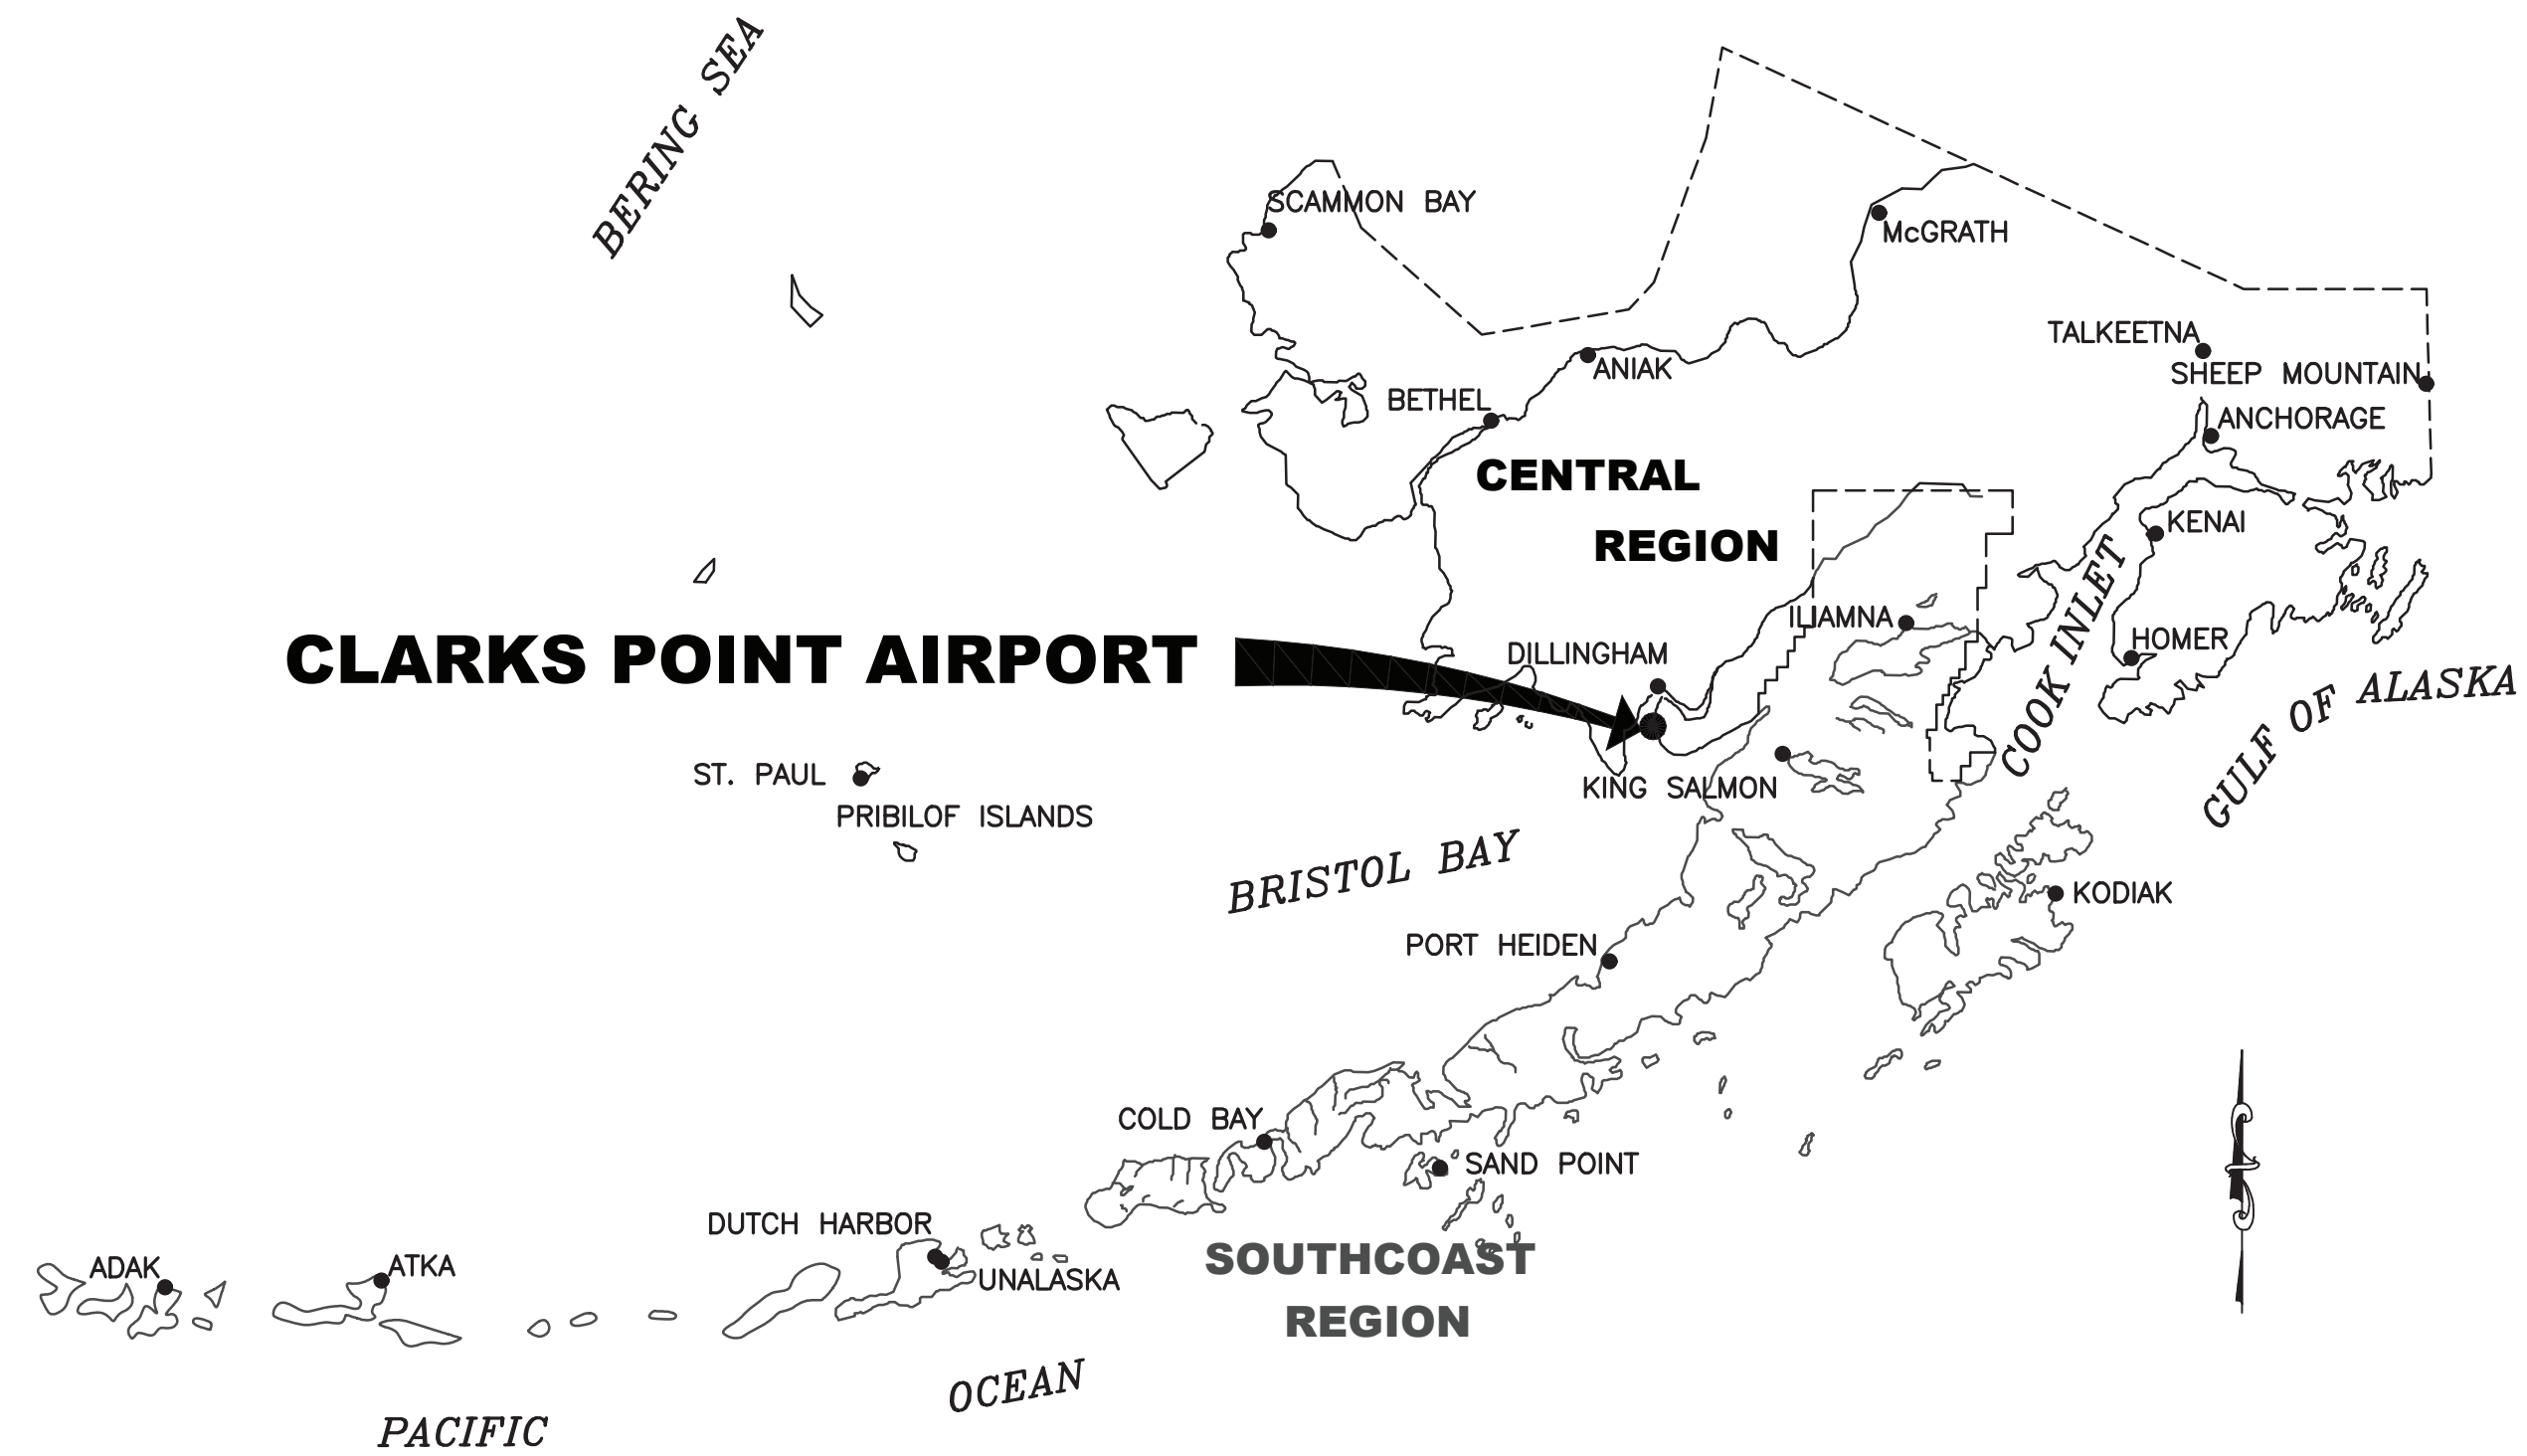 BERING SEA
SCAMMON BAY
McGRATH
TALKEETNA
SHEEP MOUNTAIN
ANIAK
BETHEL
ANCHORAGE
CENTRAL
REGION
KENAI
COOK INLET
ILIAMNA
HOMER
CLARKS POINT AIRPORT
DILLINGHAM
GULF OF ALASKA
ST. PAUL
PRIBILOF ISLANDS
KING SALMON
BRISTOL BAY
KODIAK
PORT HEIDEN
COLD BAY
SAND POINT
DUTCH HARBOR
UNALASKA
ADAK
ATKA
SOUTHCOAST
REGION
PACIFIC
OCEAN